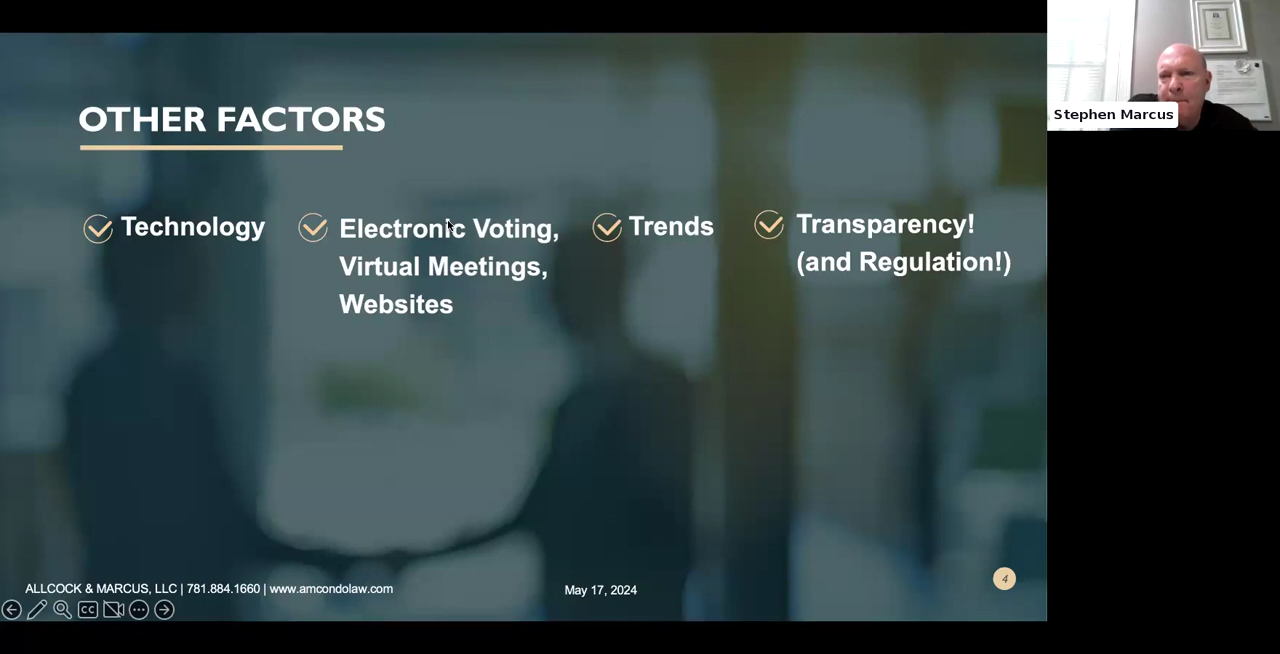 OTHER FACTORS
Technology
Electronic Voting,
Virtual Meetings,
Websites
Trends
Transparency!
(and Regulation!)
ALLCOCK & MARCUS, LLC | 781.884.1660 | www.amcondolaw.com
May 17, 2024
4
CC
Stephen Marcus